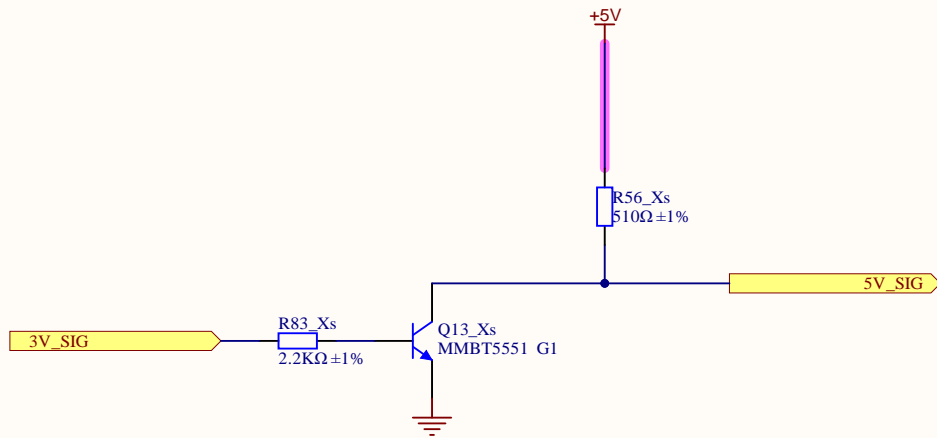 +5V
R56_Xs
510Ω ±1%
5V_SIG
3V_SIG
R83_Xs
2.2KΩ ±1%
Q13_Xs
MMBT5551 G1